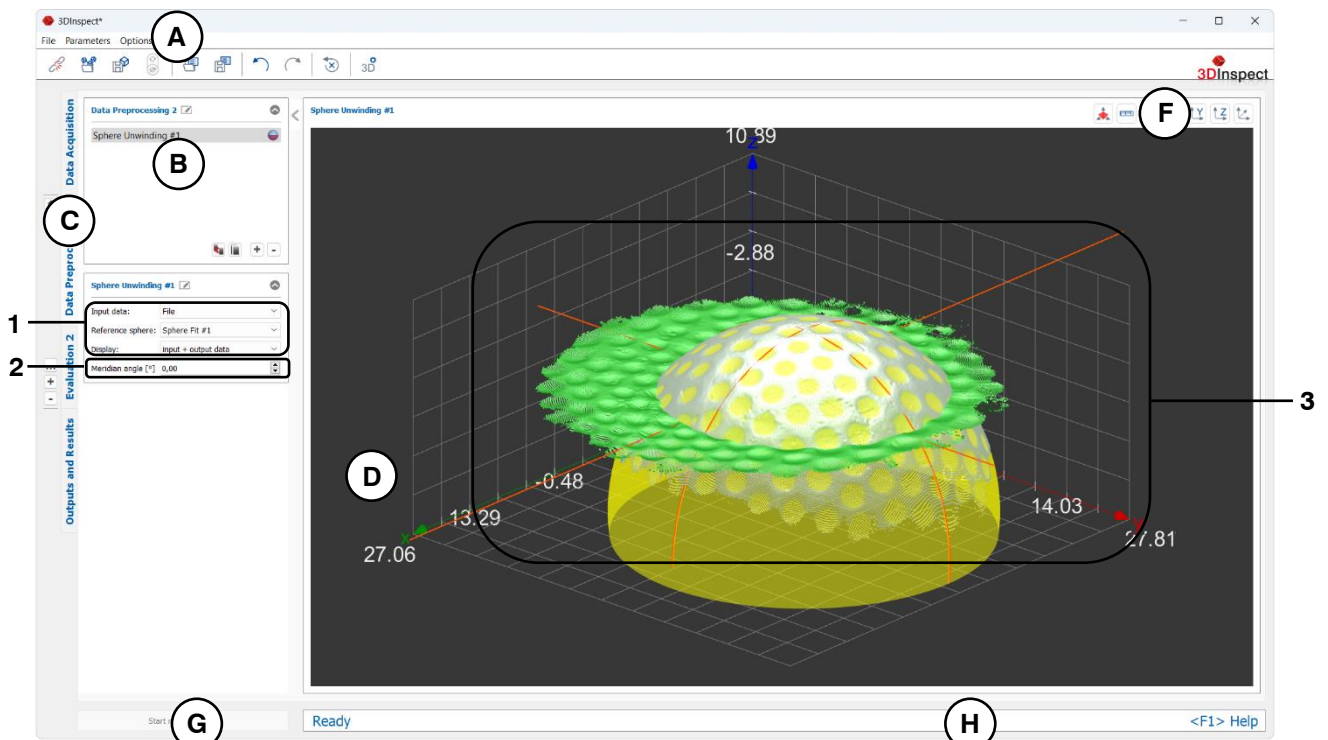 3DInspect*
File Parameters Options
A
3D
3DInspect
Data Acquisition
Data Preprocessing 2
Sphere Unwinding #1
Sphere Unwinding #1
F
Y
Z
B
C
Data
Sphere Unwinding #1
1
Input data: File
Reference sphere: Sphere Fit #1
Display: Input + output data
2
Meridian angle [°] 0,00
Evaluation 2
+
-
Outputs and Results
+ -
10.89
Z
-2.88
3
D
-0.48
13.29
X
27.06
14.03
27.81
Start
G
Ready
H
<F1> Help